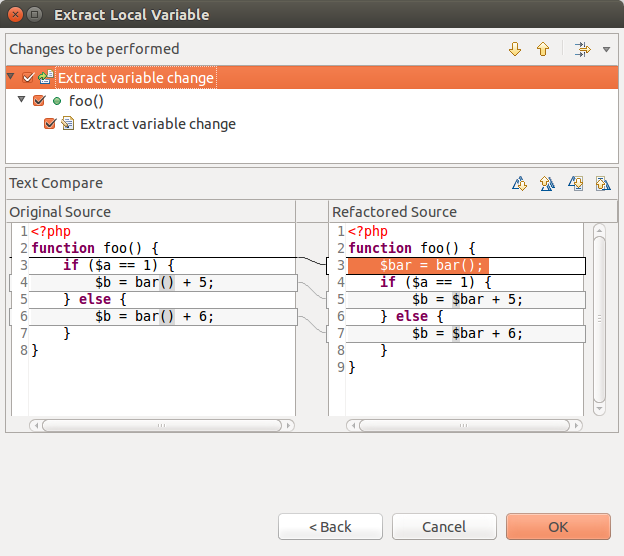 Extract Local Variable
Changes to be performed
Extract variable change
foo()
Extract variable change
Text Compare
Original Source
1 <?php
2 function foo() {
3     if ($a == 1) {
4         $b = bar() + 5;
5     } else {
6         $b = bar() + 6;
7     }
8 }
Refactored Source
1 <?php
2 function foo() {
3     $bar = bar();
4     if ($a == 1) {
5         $b = $bar + 5;
6     } else {
7         $b = $bar + 6;
8     }
9 }
< Back
Cancel
OK